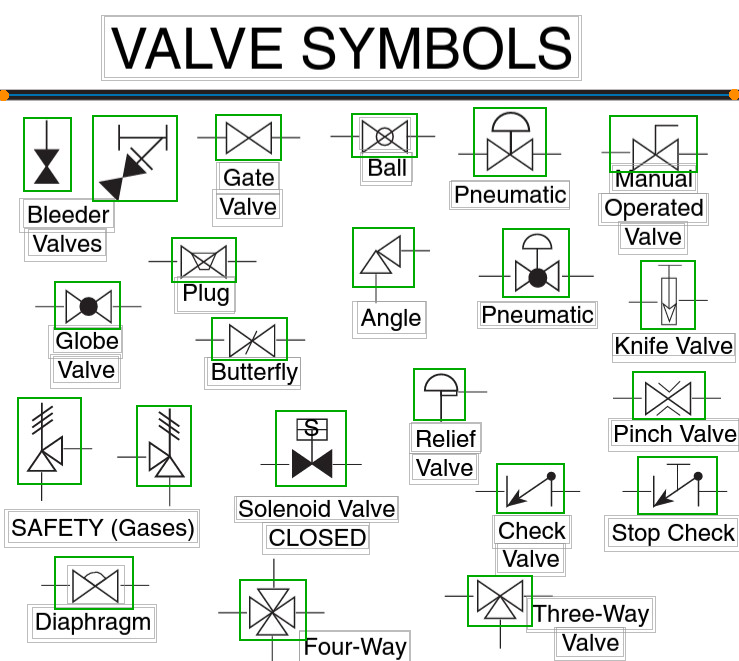 VALVE SYMBOLS
Bleeder
Valves
Gate
Valve
Ball
Pneumatic
Manual
Operated
Valve
Plug
Angle
Pneumatic
Globe
Valve
Butterfly
Knife Valve
Relief
Valve
Pinch Valve
S
SAFETY (Gases)
Solenoid Valve
CLOSED
Check
Valve
Stop Check
Diaphragm
Four-Way
Three-Way
Valve